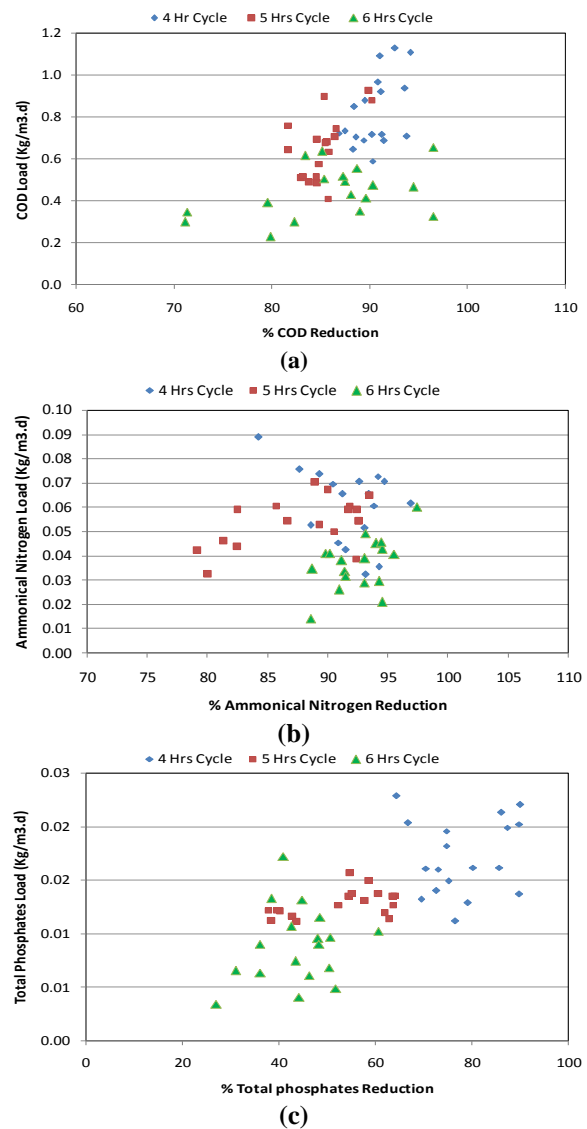 4 Hr Cycle 5 Hrs Cycle 6 Hrs Cycle
1.2
1.0
0.8
0.6
0.4
0.2
0.0
COD Load (Kg/m3.d)
60 70 80 90 100 110
% COD Reduction
(a)
4 Hrs Cycle 5 Hrs Cycle 6 Hrs Cycle
0.10
0.09
0.08
0.07
0.06
0.05
0.04
0.03
0.02
0.01
0.00
Ammonical Nitrogen Load (Kg/m3.d)
70 75 80 85 90 95 100 105 110
% Ammonical Nitrogen Reduction
(b)
4 Hrs Cycle 5 Hrs Cycle 6 Hrs Cycle
0.03
0.02
0.02
0.01
0.01
0.00
Total Phosphates Load (Kg/m3.d)
0 20 40 60 80 100
% Total phosphates Reduction
(c)